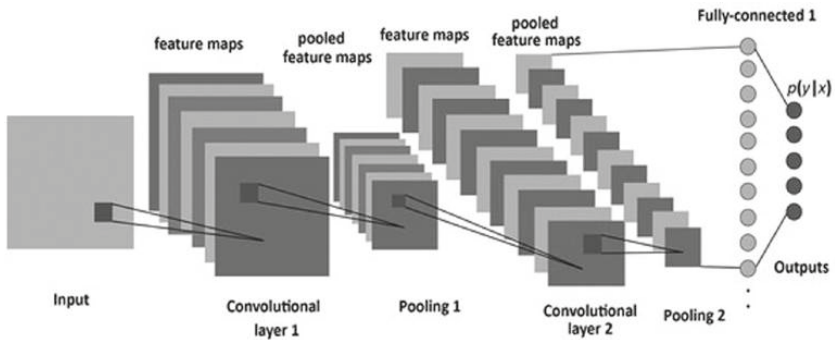 feature maps
pooled
feature maps
feature maps
pooled
feature maps
Fully-connected 1
p(y|x)
Input
Convolutional
layer 1
Pooling 1
Convolutional
layer 2
Pooling 2
Outputs